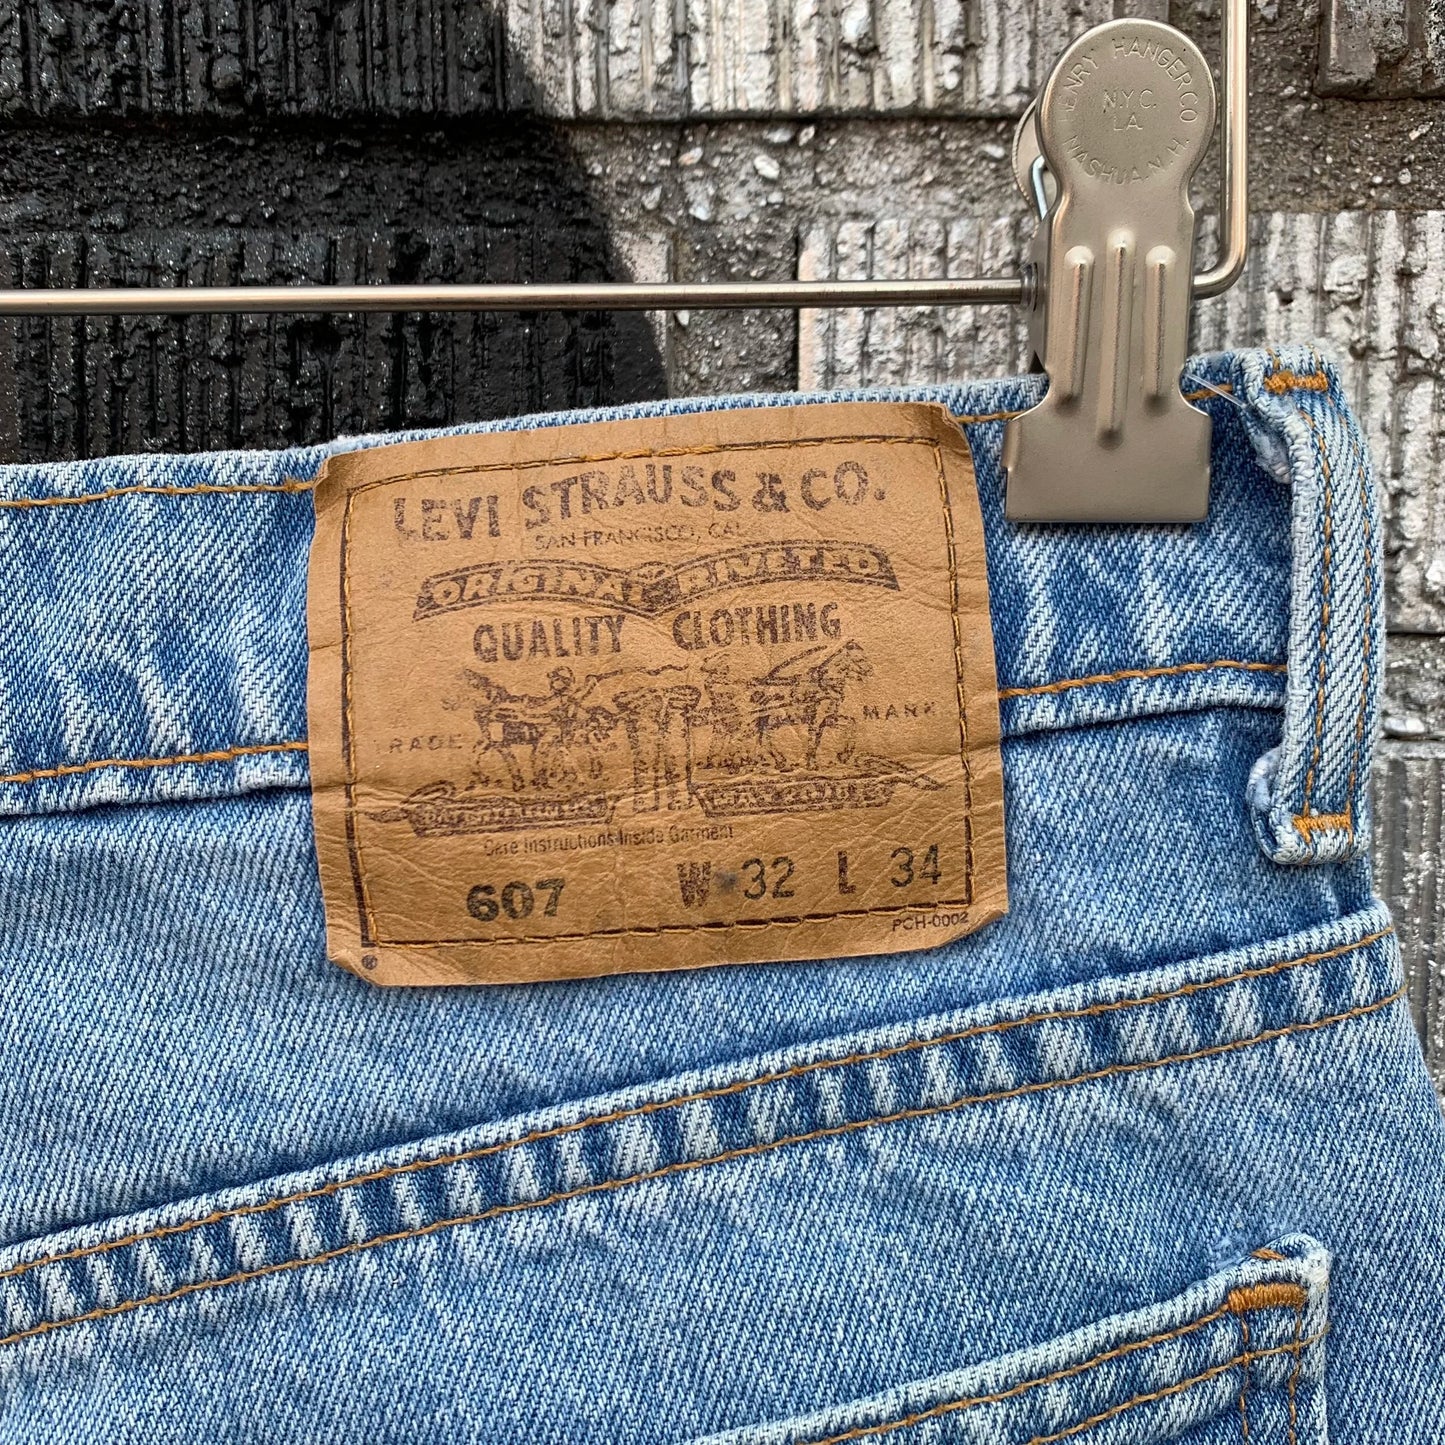 HENRY HANGER CO
N.Y.C.
LA.
NASHUA N.H.
LEVI STRAUSS & CO.
SAN FRANCISCO, CAL
ORIGINAL RIVETED
QUALITY CLOTHING
TRADE MARK
Care Instructions Inside Garment
607 W 32 L 34
PCH-0002
®